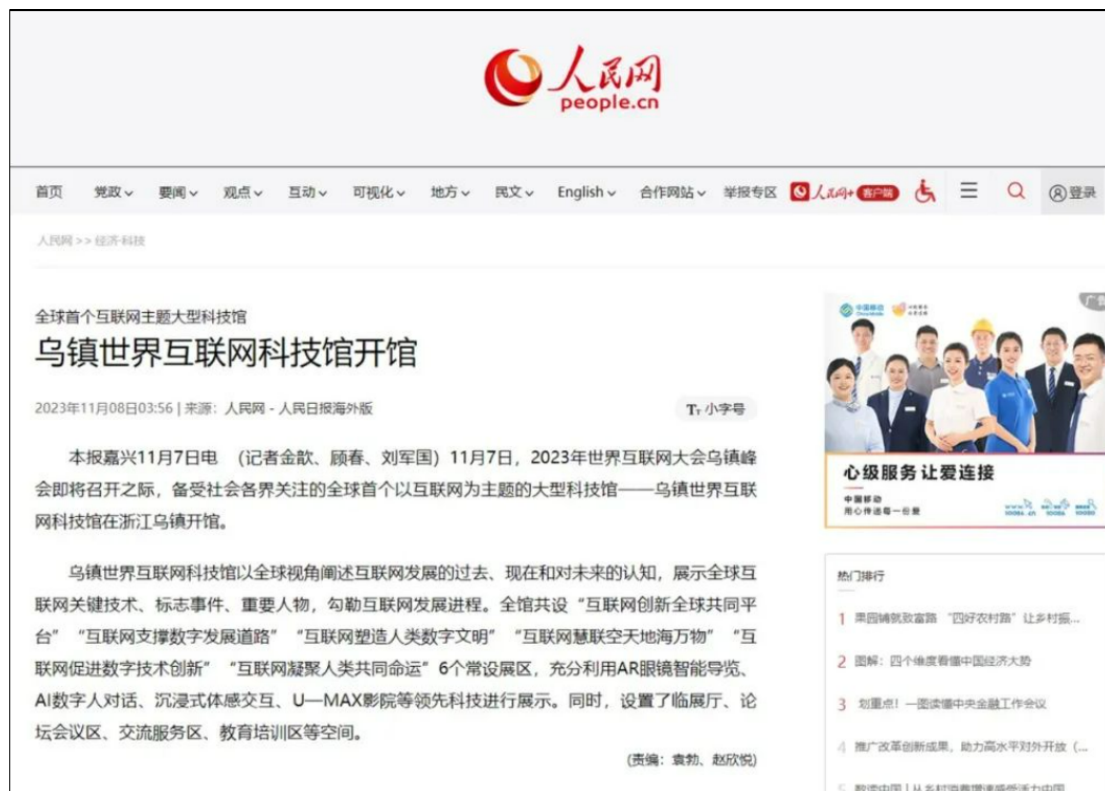 人民网
people.cn
首页 党政 要闻 观点 互动 可视化 地方 民文 English 合作网站 举报专区 人民网+ 客户端 登录
人民网 >> 经济·科技
全球首个互联网主题大型科技馆
乌镇世界互联网科技馆开馆
2023年11月08日03:56 | 来源：人民网－人民日报海外版
小字号
本报嘉兴11月7日电 （记者金歆、顾春、刘军国）11月7日，2023年世界互联网大会乌镇峰
会即将召开之际，备受社会各界关注的全球首个以互联网为主题的大型科技馆——乌镇世界互联
网科技馆在浙江乌镇开馆。
乌镇世界互联网科技馆以全球视角阐述互联网发展的过去、现在和对未来的认知，展示全球互
联网关键技术、标志事件、重要人物，勾勒互联网发展进程。全馆共设“互联网创新全球共同平
台”“互联网支撑数字发展道路”“互联网塑造人类数字文明”“互联网慧联空天地海万物”“互
联网促进数字技术创新”“互联网凝聚人类共同命运”6个常设展区，充分利用AR眼镜智能导览、
AI数字人对话、沉浸式体感交互、U—MAX影院等领先科技进行展示。同时，设置了临展厅、论
坛会议区、交流服务区、教育培训区等空间。
(责编：袁勃、赵欣悦)
广告
中国移动
China Mobile
心级服务 让爱连接
中国移动
用心传递每一份爱
10086.cn 10086 10080
热门排行
1 果园铺就致富路 “四好农村路”让乡村振...
2 图解：四个维度看懂中国经济大势
3 划重点！一图读懂中央金融工作会议
4 推广改革创新成果，助力高水平对外开放（...